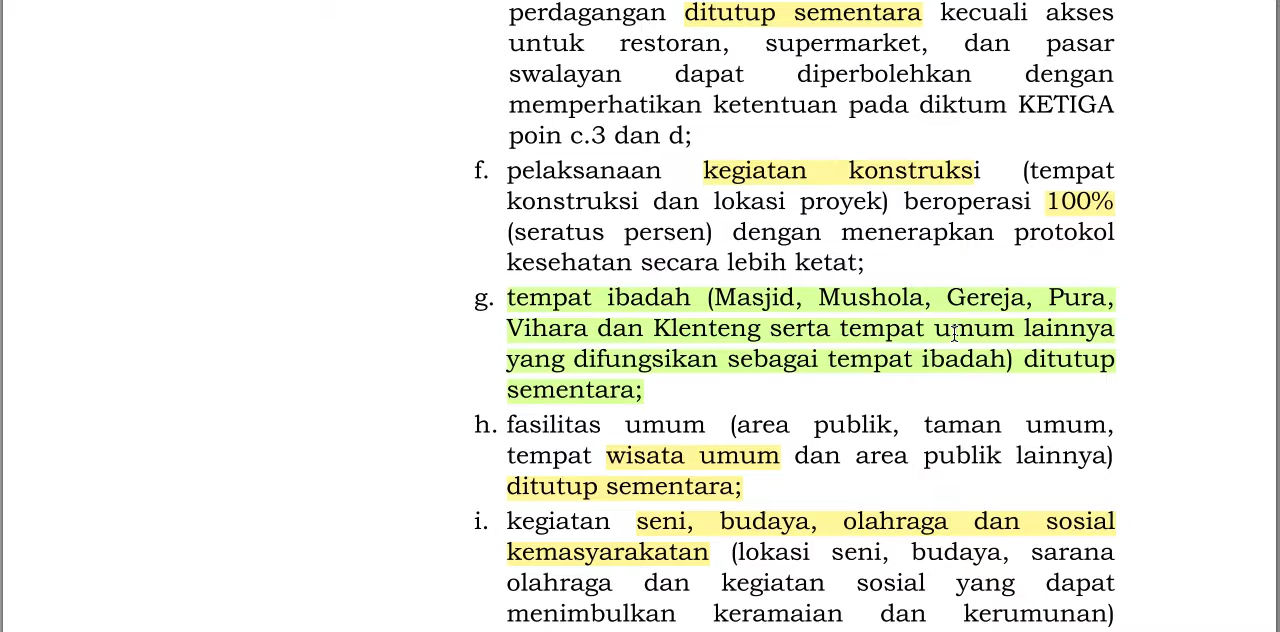 perdagangan ditutup sementara kecuali akses
untuk restoran, supermarket, dan pasar
swalayan dapat diperbolehkan dengan
memperhatikan ketentuan pada diktum KETIGA
poin c.3 dan d;
f. pelaksanaan kegiatan konstruksi (tempat
konstruksi dan lokasi proyek) beroperasi 100%
(seratus persen) dengan menerapkan protokol
kesehatan secara lebih ketat;
g. tempat ibadah (Masjid, Mushola, Gereja, Pura,
Vihara dan Klenteng serta tempat umum lainnya
yang difungsikan sebagai tempat ibadah) ditutup
sementara;
h. fasilitas umum (area publik, taman umum,
tempat wisata umum dan area publik lainnya)
ditutup sementara;
i. kegiatan seni, budaya, olahraga dan sosial
kemasyarakatan (lokasi seni, budaya, sarana
olahraga dan kegiatan sosial yang dapat
menimbulkan keramaian dan kerumunan)